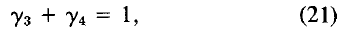 γ₃ + γ₄ = 1, (21)